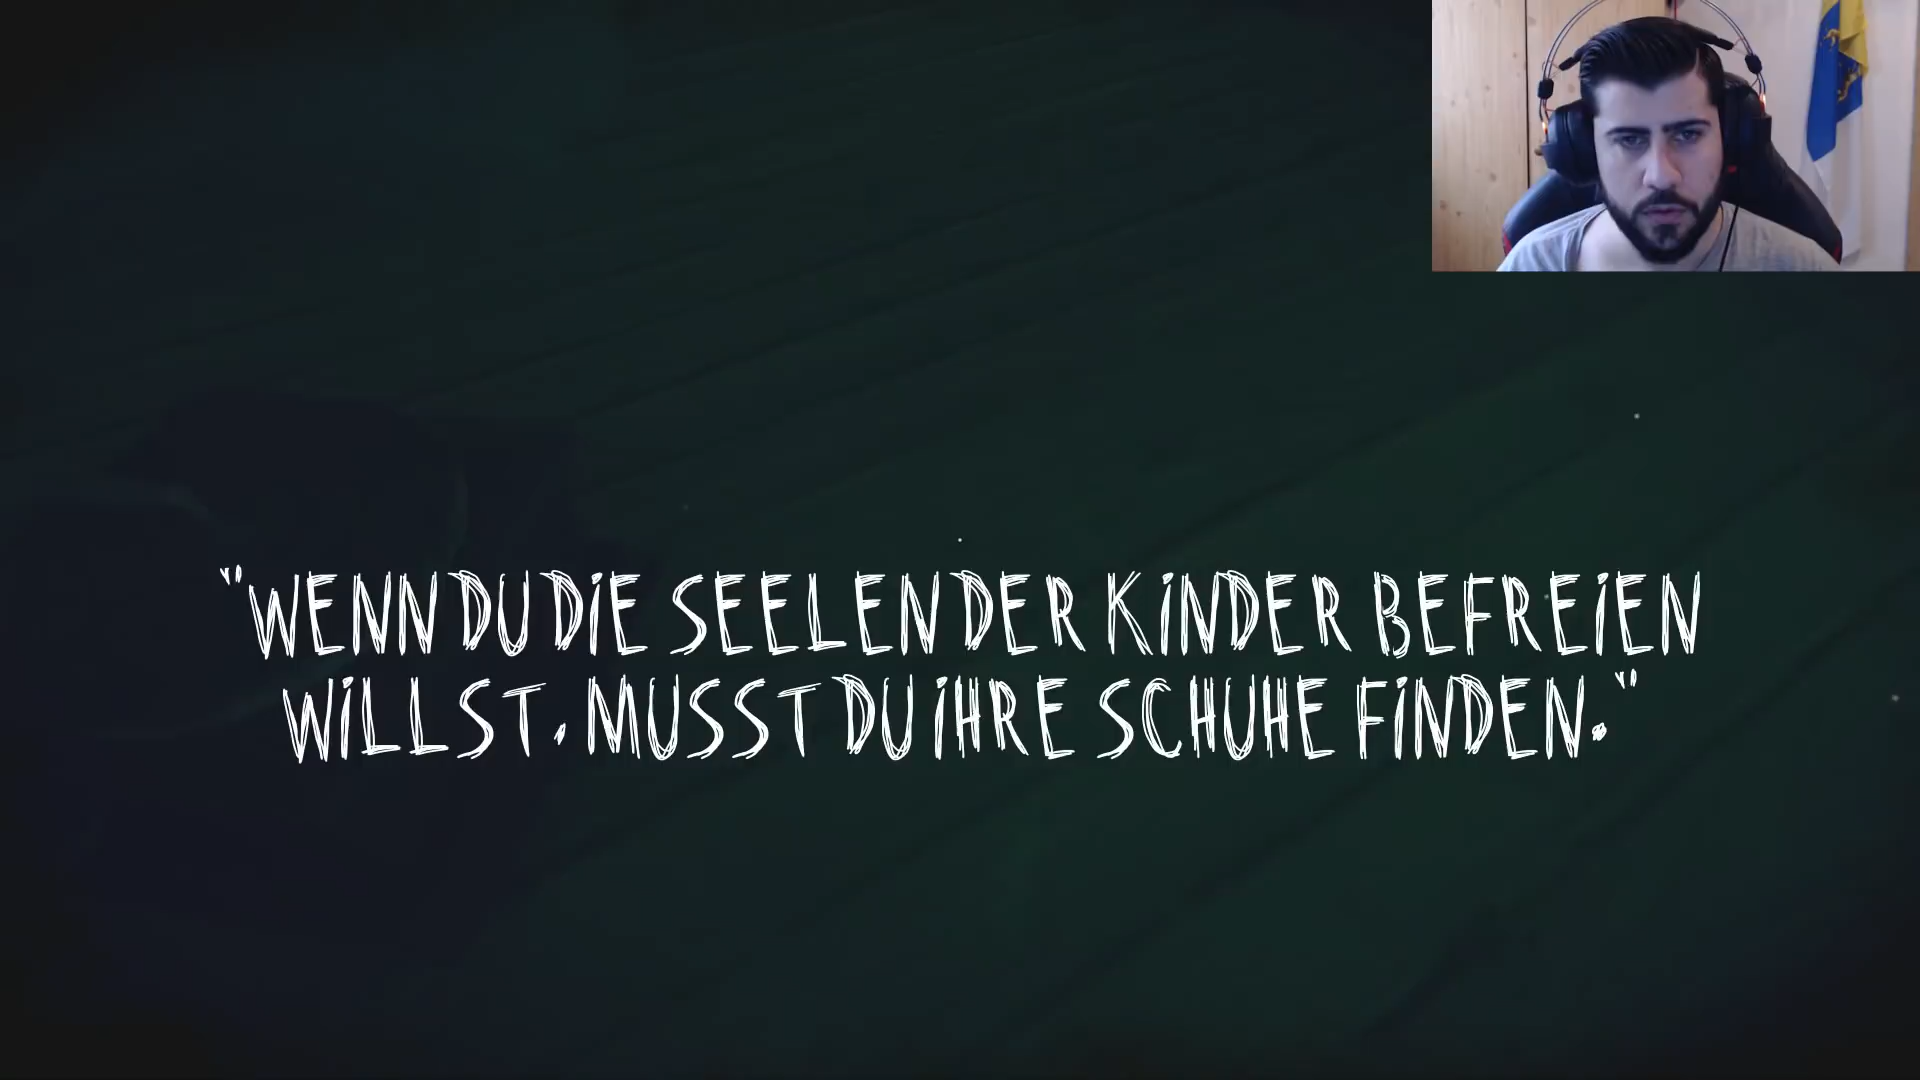 "WENN DU DIE SEELEN DER KINDER BEFREIEN
WILLST, MUSST DU IHRE SCHUHE FINDEN."